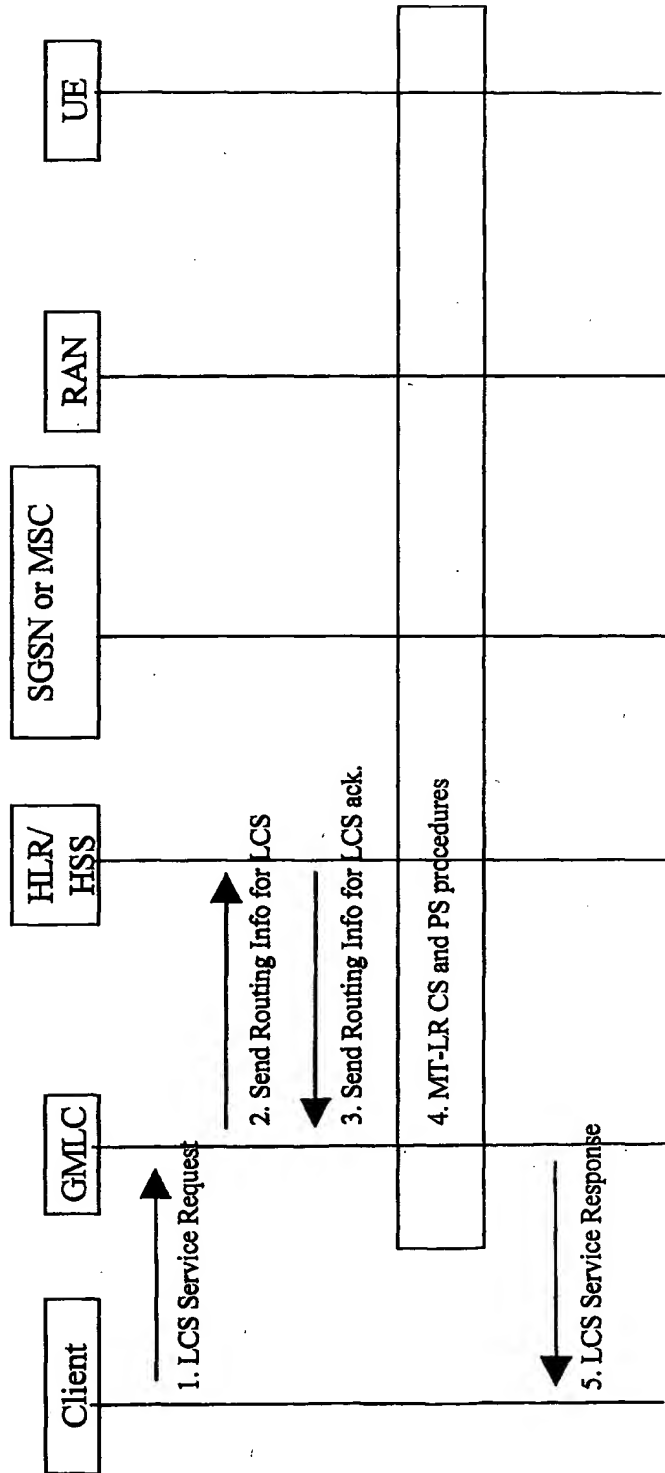 Client
GMLC
HLR/
HSS
SGSN or MSC
RAN
UE
1. LCS Service Request
2. Send Routing Info for LCS
3. Send Routing Info for LCS ack.
4. MT-LR CS and PS procedures
5. LCS Service Response